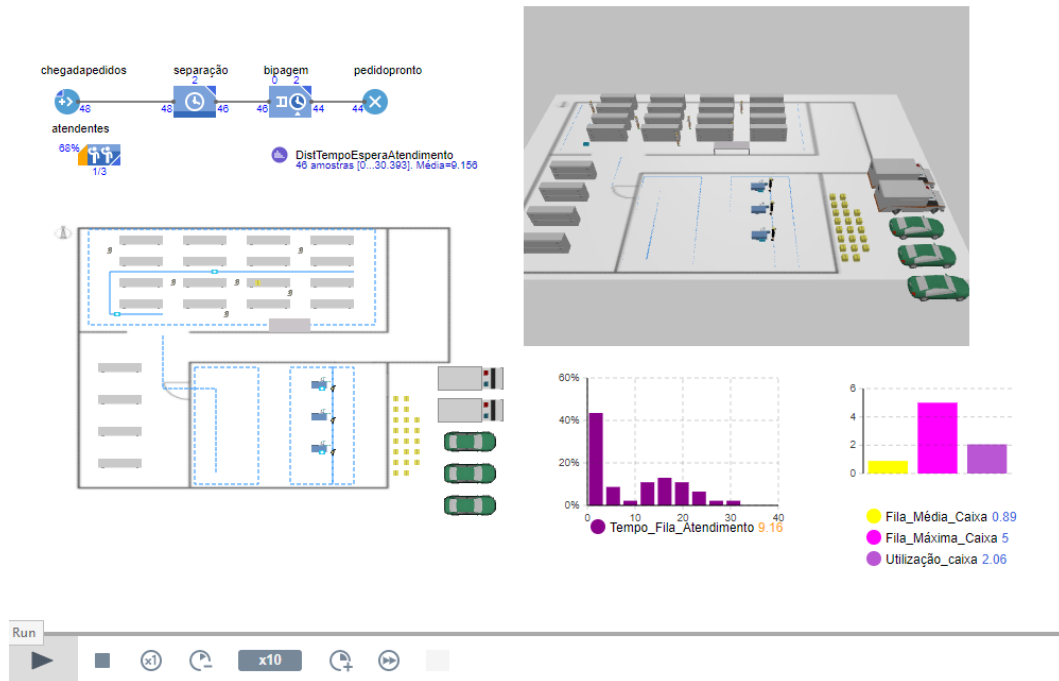 chegadapedidos separação bipagem pedidopronto
2 0 2
48 48 46 46 44 44
atendentes
68%
1/3
DistTempoEsperaAtendimento
46 amostras [0...30.393]. Média=9.156
60%
40%
20%
0%
0 10 20 30 40
Tempo_Fila_Atendimento 9.16
6
4
2
0
Fila_Média_Caixa 0.89
Fila_Máxima_Caixa 5
Utilização_caixa 2.06
Run
x1 x10